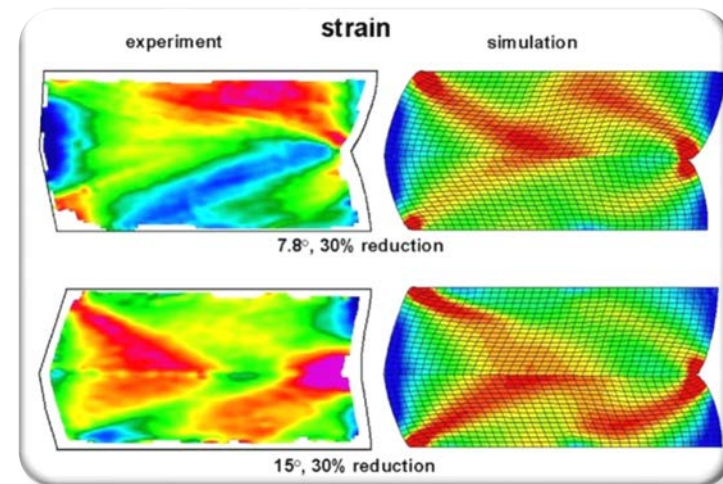 strain
experiment
simulation
7.8°, 30% reduction
15°, 30% reduction